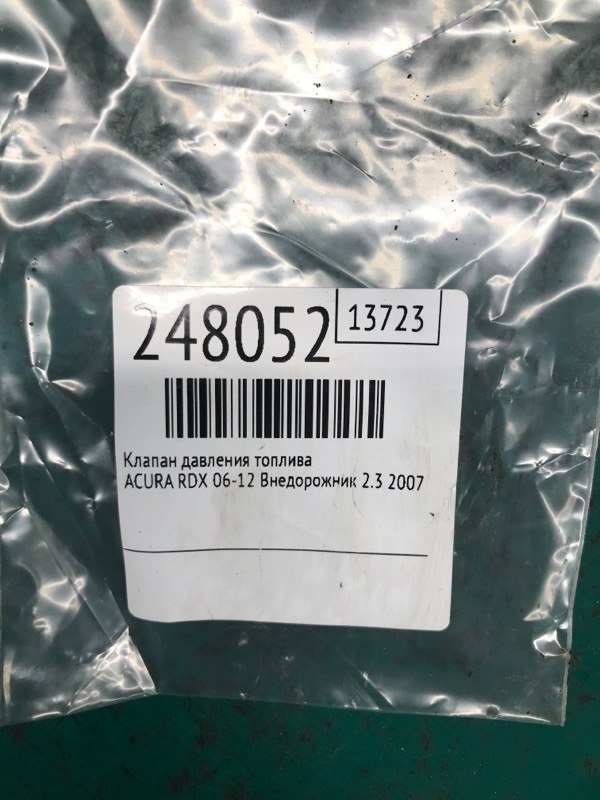 248052
13723
Клапан давления топлива
ACURA RDX 06-12 Внедорожник 2.3 2007